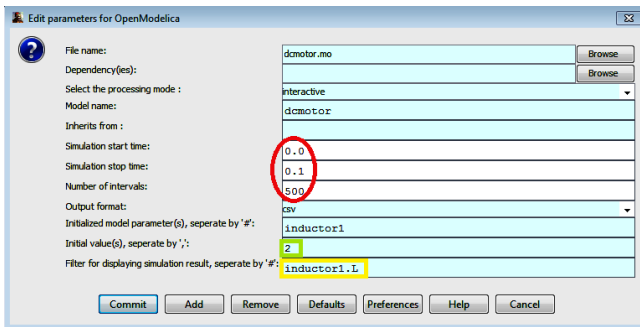 Edit parameters for OpenModelica
File name:
dcmotor.mo
Browse
Dependency(ies):
Browse
Select the processing mode :
interactive
Model name:
dcmotor
Inherits from :
Simulation start time:
0.0
Simulation stop time:
0.1
Number of intervals:
500
Output format:
csv
Initialized model parameter(s), seperate by '#':
inductor1
Initial value(s), seperate by ',':
2
Filter for displaying simulation result, seperate by '#':
inductor1.L
Commit Add Remove Defaults Preferences Help Cancel